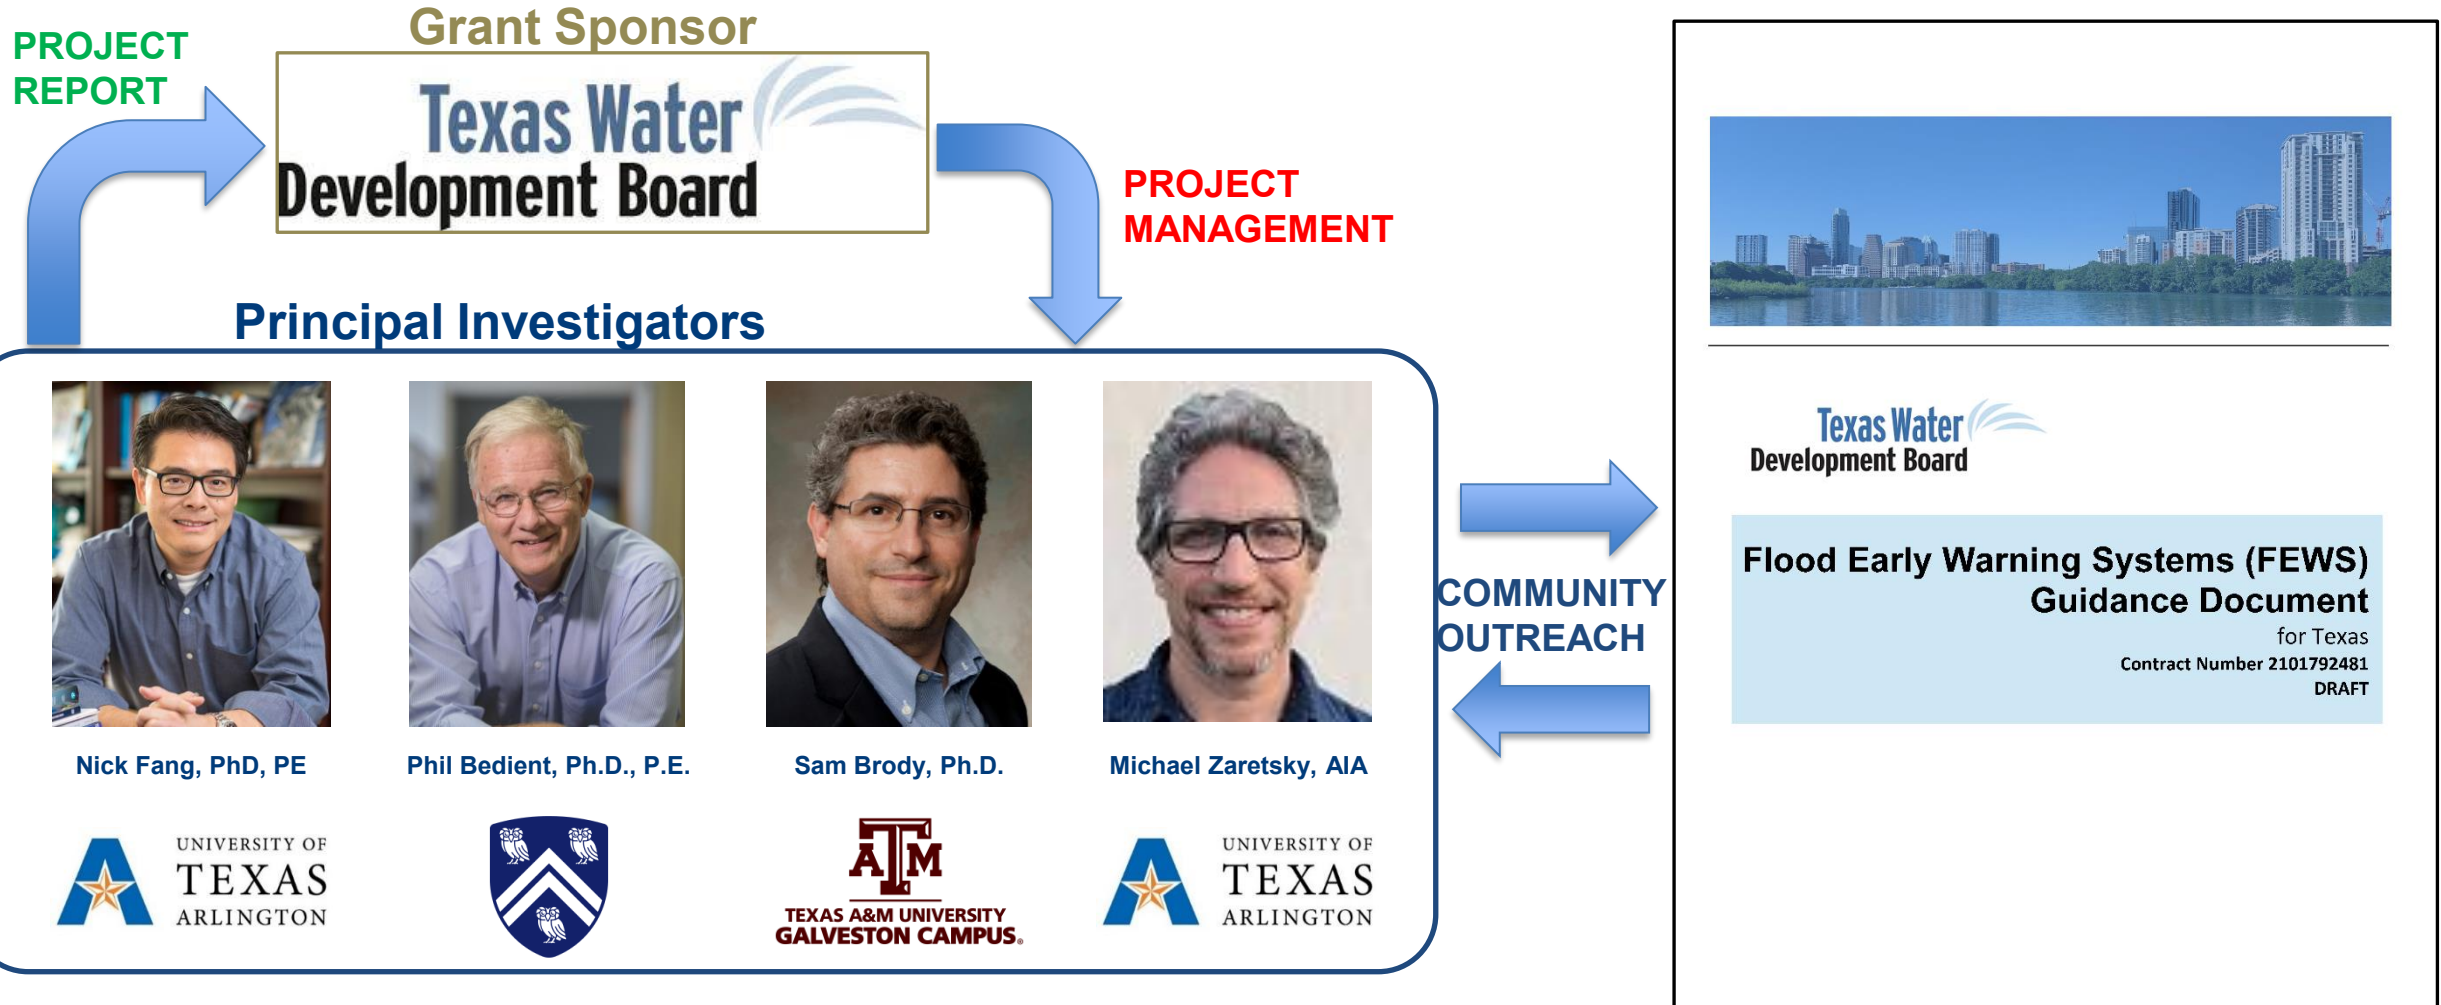 Grant Sponsor
PROJECT
REPORT
Texas Water
Development Board
PROJECT
MANAGEMENT
Principal Investigators
Nick Fang, PhD, PE
Phil Bedient, Ph.D., P.E.
Sam Brody, Ph.D.
Michael Zaretsky, AIA
UNIVERSITY OF
TEXAS
ARLINGTON
A|M
TEXAS A&M UNIVERSITY
GALVESTON CAMPUS®
UNIVERSITY OF
TEXAS
ARLINGTON
COMMUNITY
OUTREACH
Texas Water
Development Board
Flood Early Warning Systems (FEWS)
Guidance Document
for Texas
Contract Number 2101792481
DRAFT